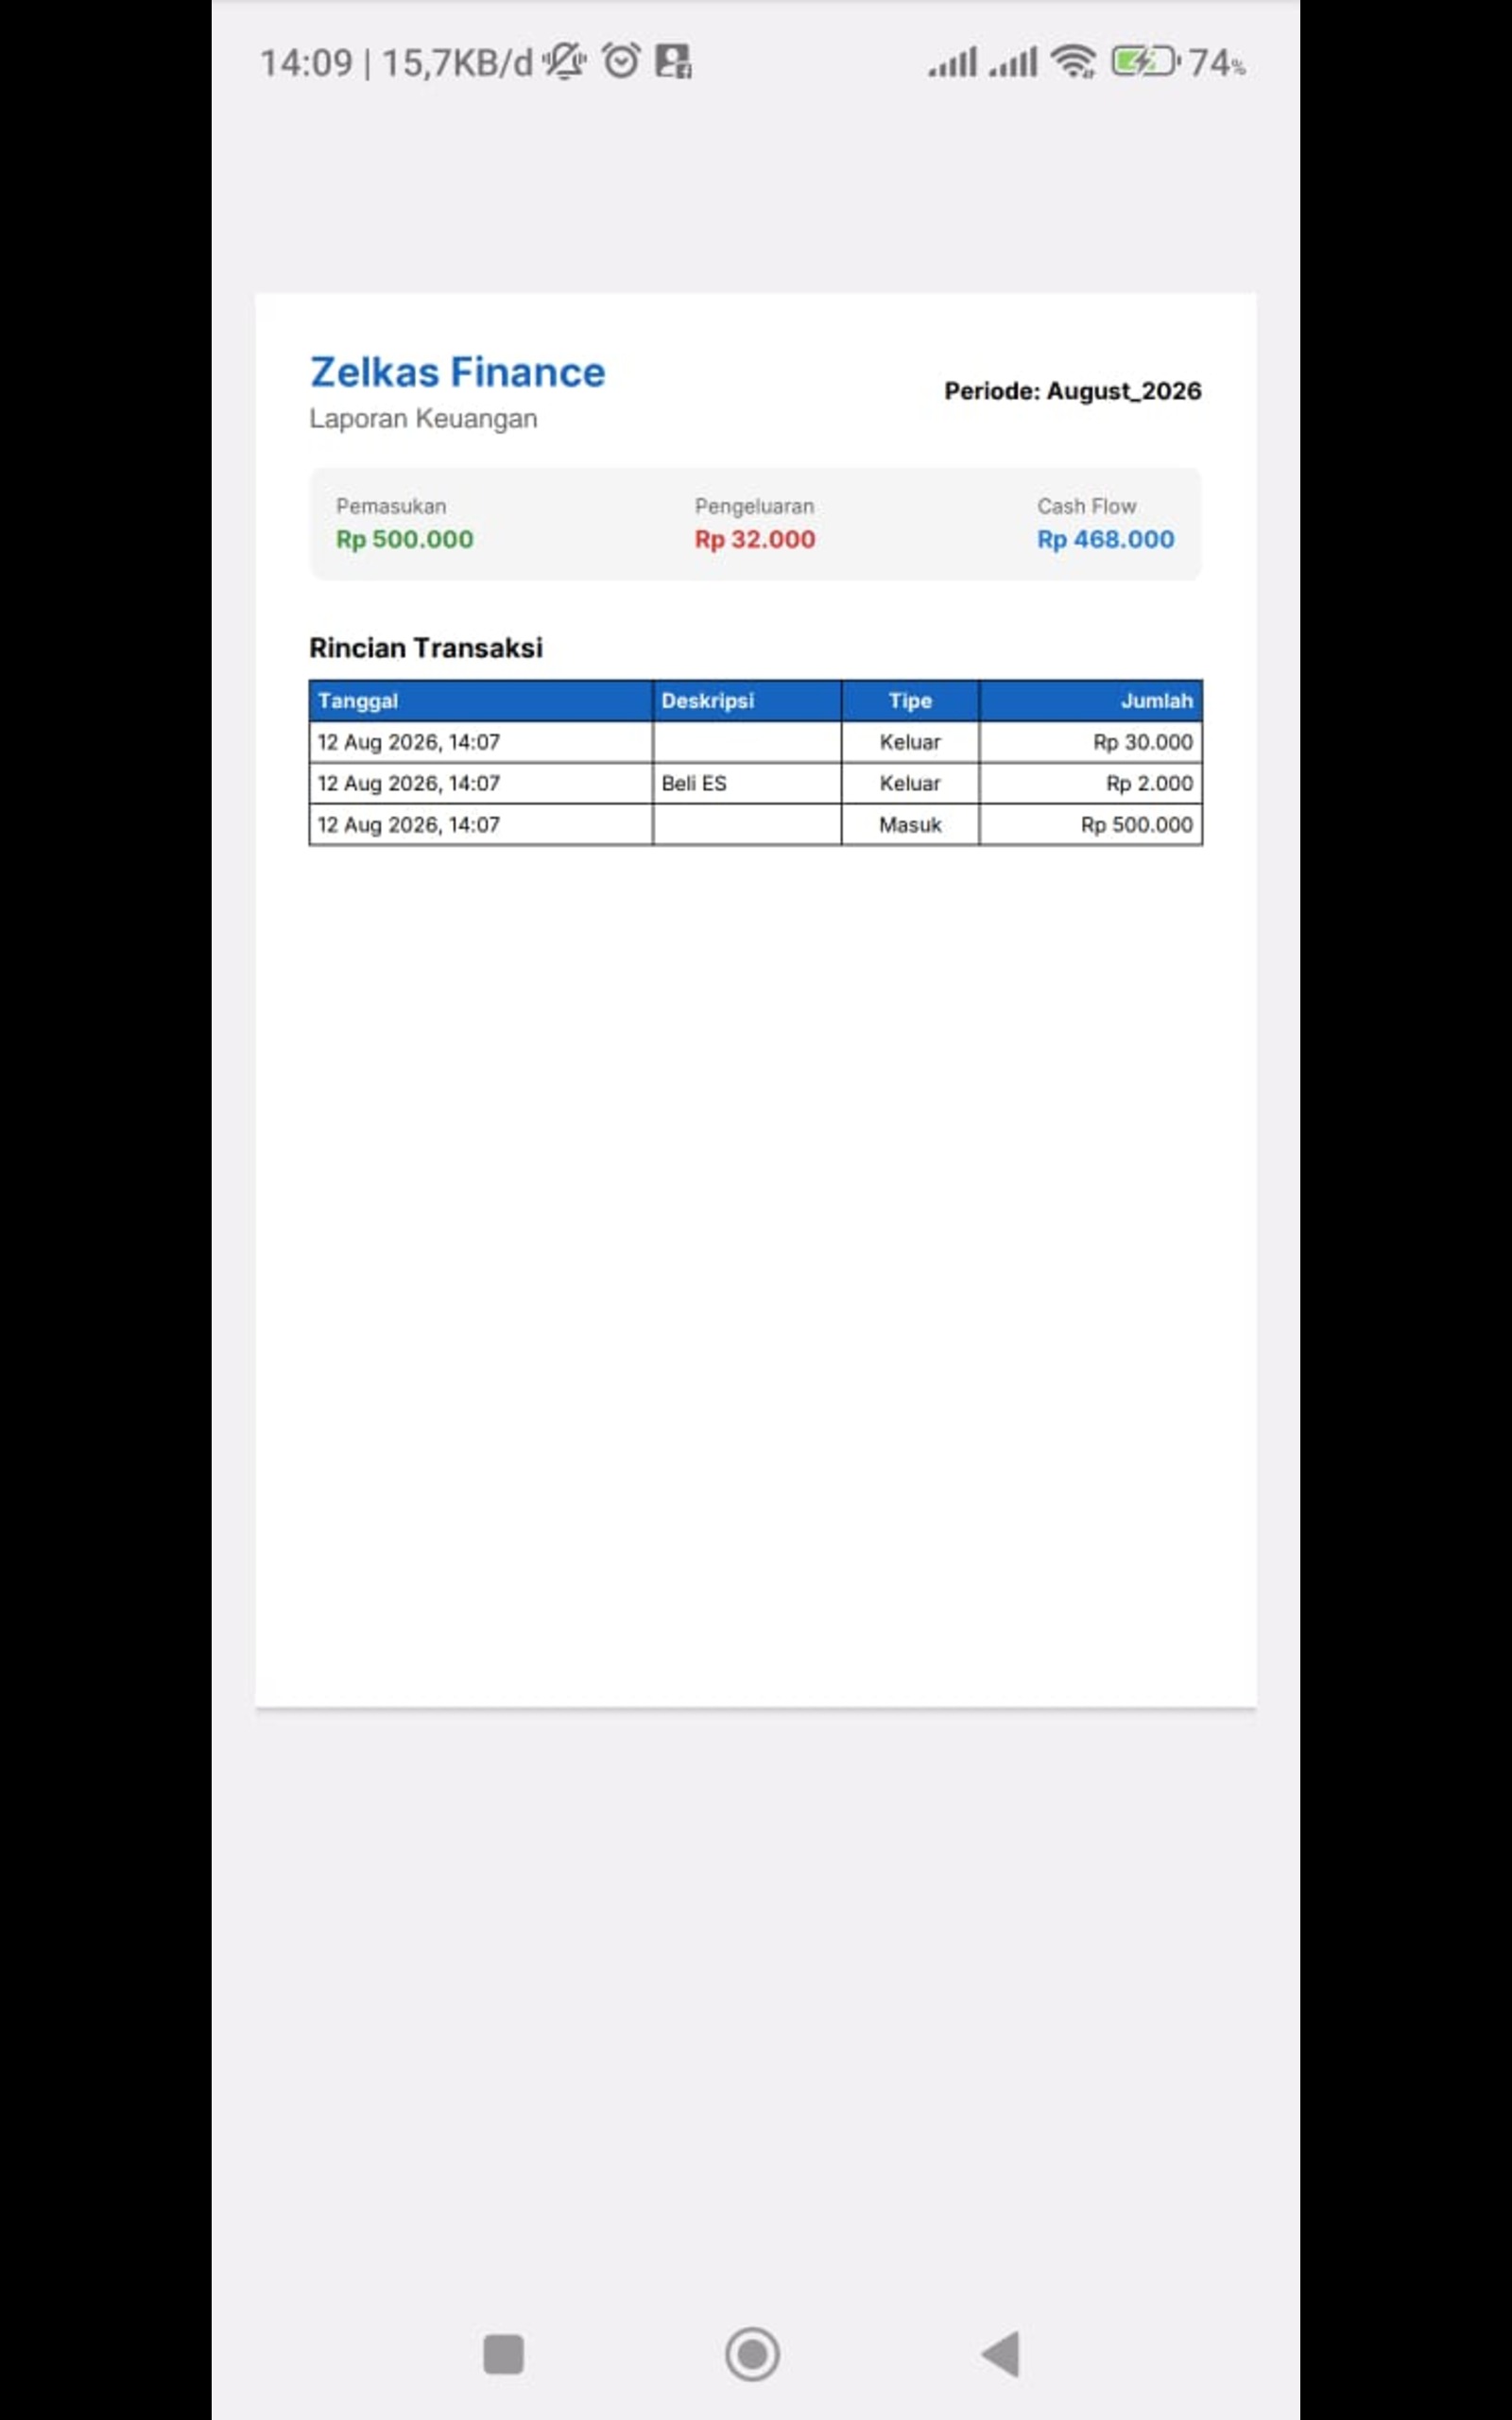 14:09 | 15,7KB/d 74%
Zelkas Finance
Laporan Keuangan
Periode: August_2026
Pemasukan Pengeluaran Cash Flow
Rp 500.000 Rp 32.000 Rp 468.000
Rincian Transaksi
Tanggal Deskripsi Tipe Jumlah
12 Aug 2026, 14:07 Keluar Rp 30.000
12 Aug 2026, 14:07 Beli ES Keluar Rp 2.000
12 Aug 2026, 14:07 Masuk Rp 500.000